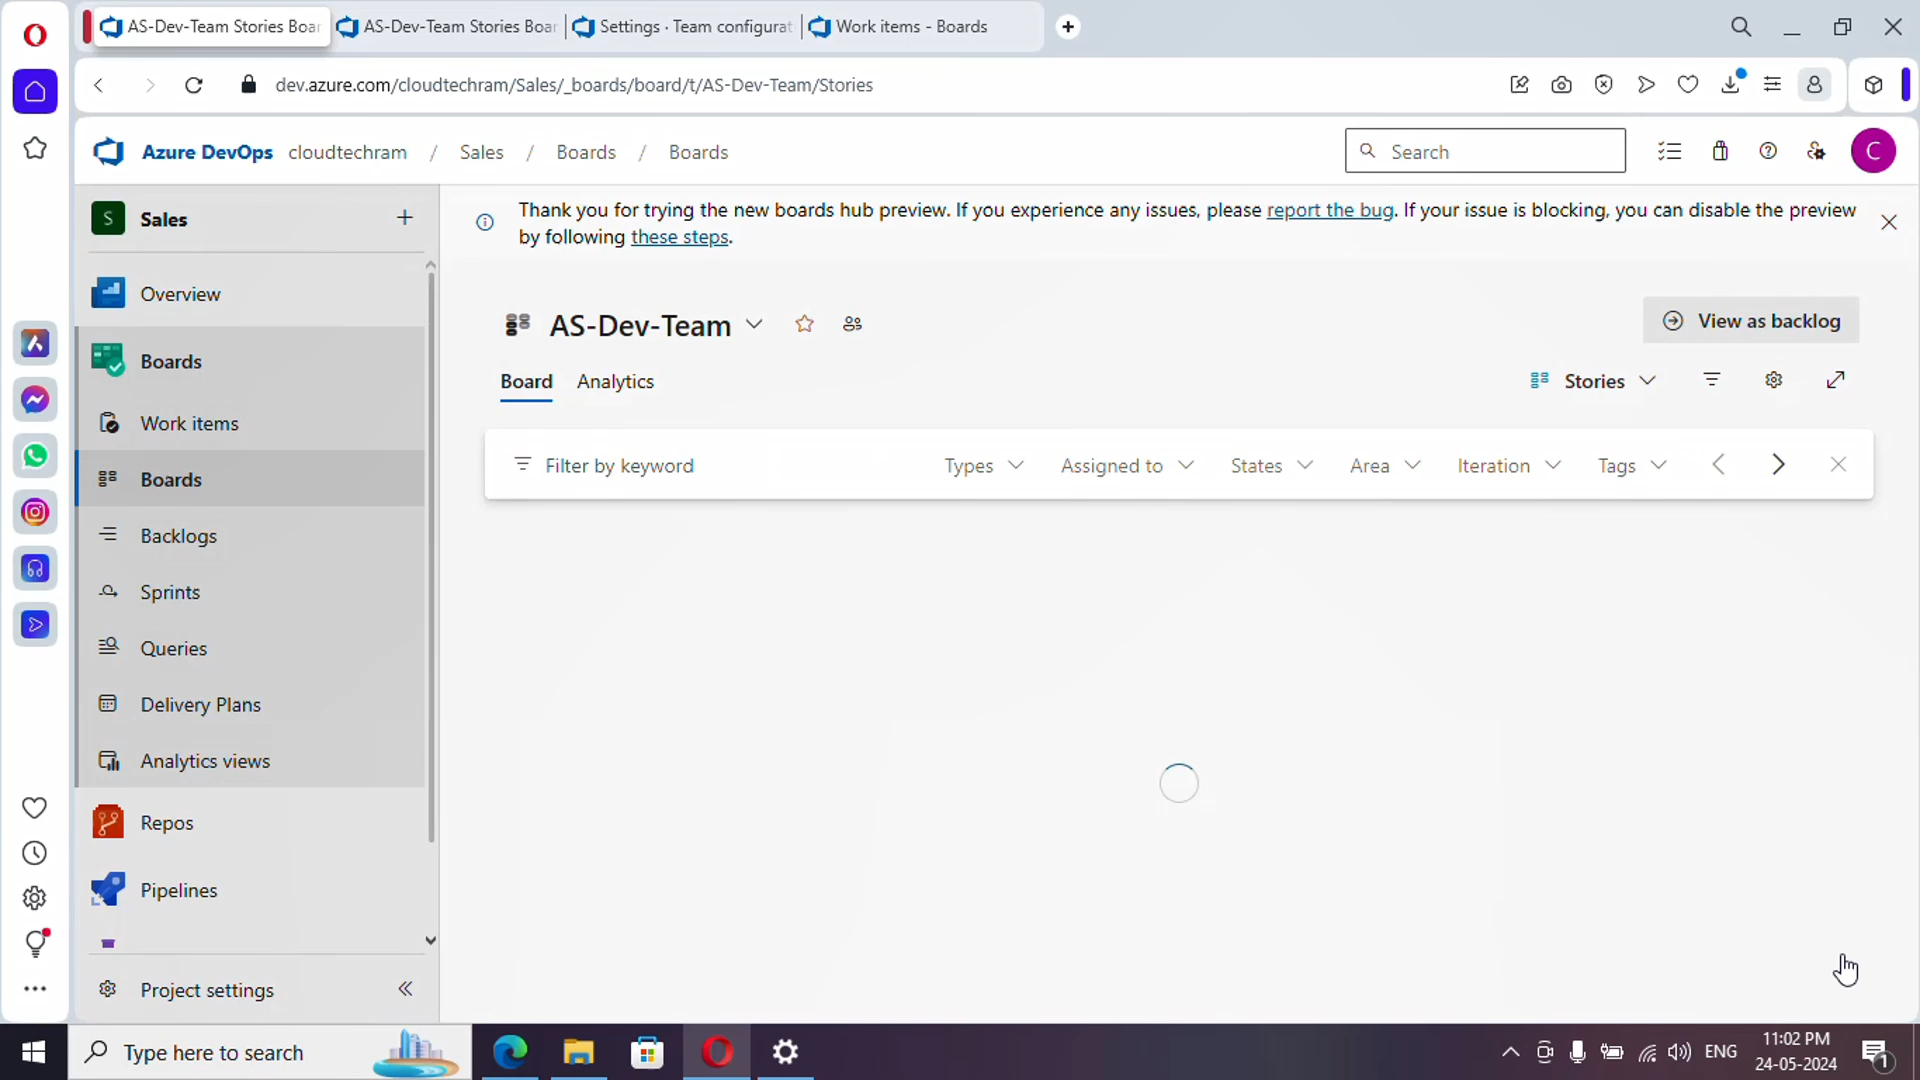 AS-Dev-Team Stories Boar
AS-Dev-Team Stories Boar
Settings · Team configurat
Work items - Boards
dev.azure.com/cloudtechram/Sales/_boards/board/t/AS-Dev-Team/Stories
Azure DevOps cloudtechram / Sales / Boards / Boards
Search
C
S Sales
Thank you for trying the new boards hub preview. If you experience any issues, please report the bug. If your issue is blocking, you can disable the preview
by following these steps.
Overview
AS-Dev-Team
View as backlog
Boards
Board Analytics
Stories
Work items
Filter by keyword
Types
Assigned to
States
Area
Iteration
Tags
Boards
Backlogs
Sprints
Queries
Delivery Plans
Analytics views
Repos
Pipelines
Project settings
Type here to search
ENG
11:02 PM
24-05-2024
1